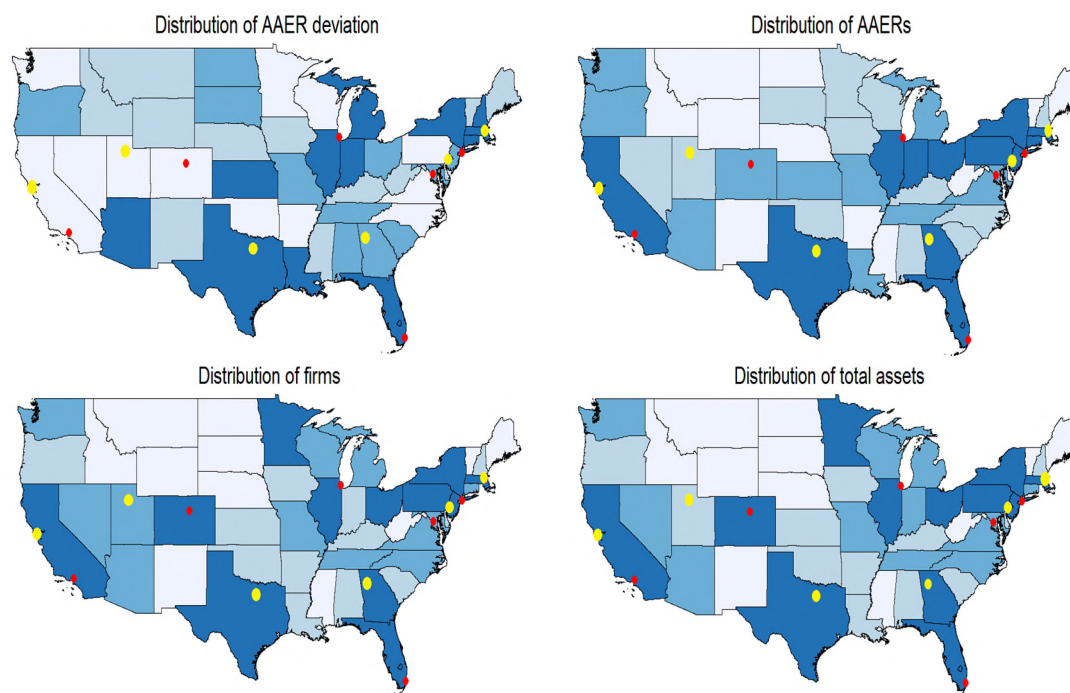 Distribution of AAER deviation
Distribution of AAERs
Distribution of firms
Distribution of total assets